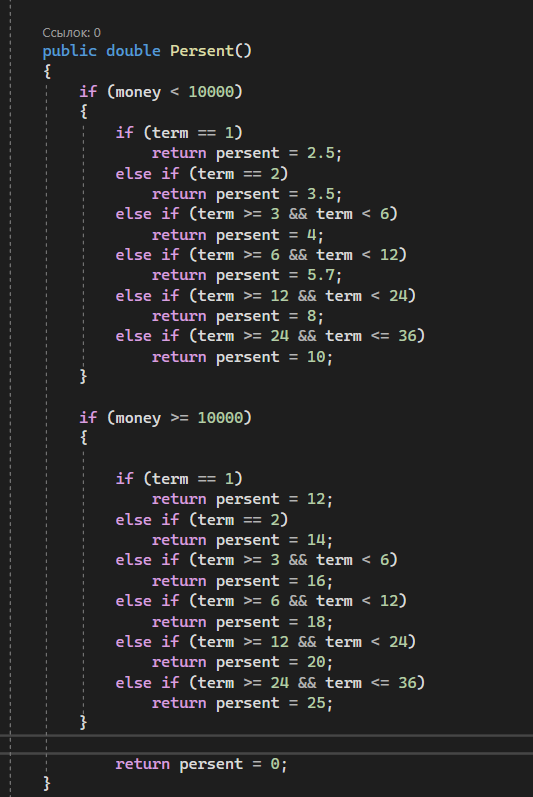 Ссылок: 0
public double Persent()
{
if (money < 10000)
{
if (term == 1)
return persent = 2.5;
else if (term == 2)
return persent = 3.5;
else if (term >= 3 && term < 6)
return persent = 4;
else if (term >= 6 && term < 12)
return persent = 5.7;
else if (term >= 12 && term < 24)
return persent = 8;
else if (term >= 24 && term <= 36)
return persent = 10;
}
if (money >= 10000)
{
if (term == 1)
return persent = 12;
else if (term == 2)
return persent = 14;
else if (term >= 3 && term < 6)
return persent = 16;
else if (term >= 6 && term < 12)
return persent = 18;
else if (term >= 12 && term < 24)
return persent = 20;
else if (term >= 24 && term <= 36)
return persent = 25;
}
return persent = 0;
}